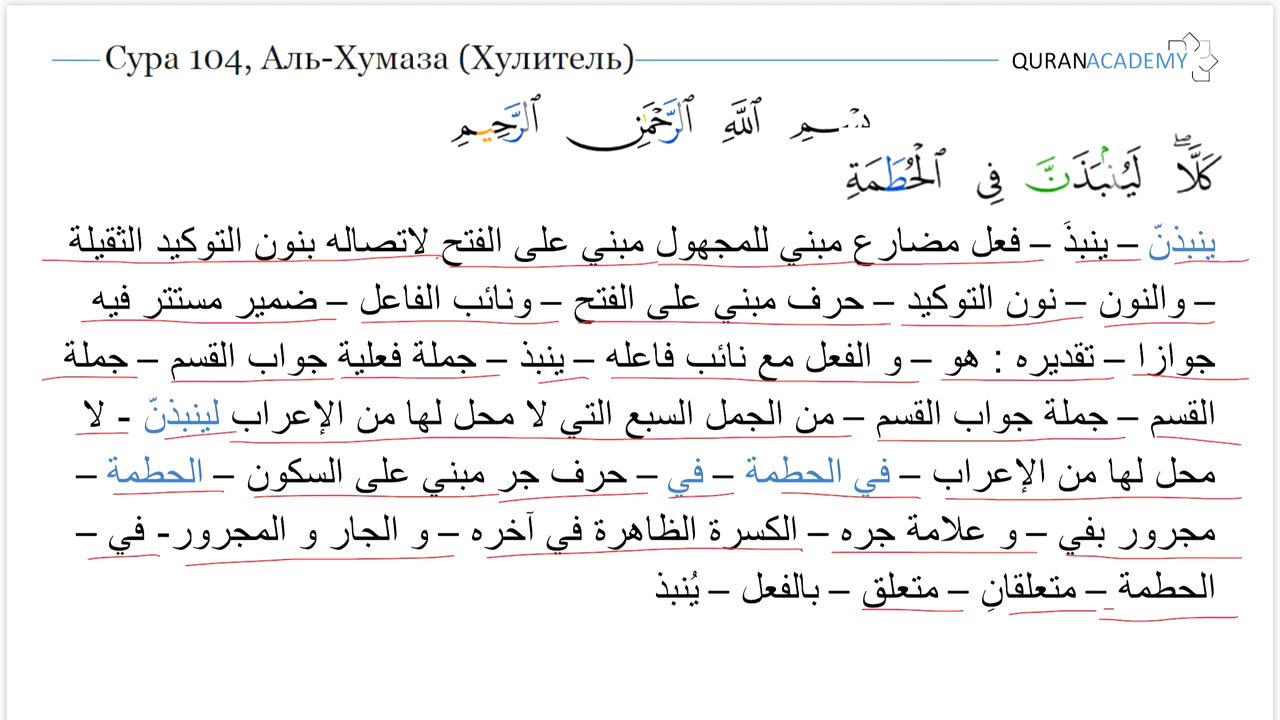 Сура 104, Аль-Хумаза (Хулитель)
QURANACADEMY
بِسْمِ ٱللَّهِ ٱلرَّحْمَٰنِ ٱلرَّحِيمِ
كَلَّا ۖ لَيُنۢبَذَنَّ فِى ٱلْحُطَمَةِ
ينبذنّ – ينبذَ – فعل مضارع مبني للمجهول مبني على الفتح لاتصاله بنون التوكيد الثقيلة
– والنون – نون التوكيد – حرف مبني على الفتح – ونائب الفاعل – ضمير مستتر فيه
جوازا – تقديره : هو – و الفعل مع نائب فاعله – ينبذ – جملة فعلية جواب القسم – جملة
القسم – جملة جواب القسم – من الجمل السبع التي لا محل لها من الإعراب لينبذنّ - لا
محل لها من الإعراب – في الحطمة – في – حرف جر مبني على السكون – الحطمة –
مجرور بفي – و علامة جره – الكسرة الظاهرة في آخره – و الجار و المجرور- في –
الحطمة – متعلقانِ – متعلق – بالفعل – يُنبذ